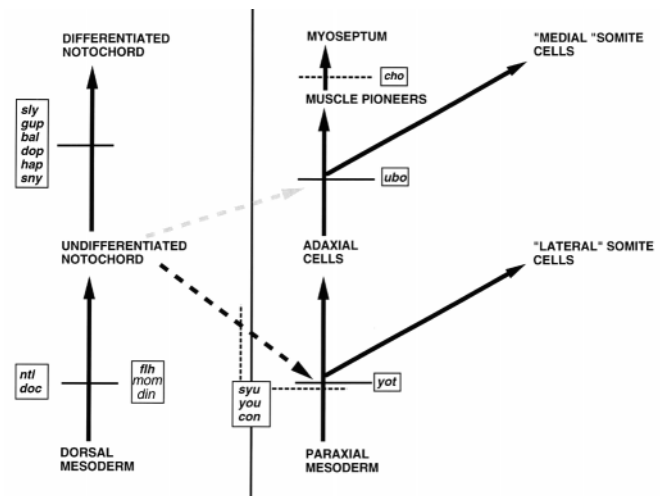 DIFFERENTIATED
NOTOCHORD
MYOSEPTUM
"MEDIAL "SOMITE
CELLS
cho
MUSCLE PIONEERS
sly
gup
bal
dop
hap
sny
ubo
UNDIFFERENTIATED
NOTOCHORD
ADAXIAL
CELLS
"LATERAL" SOMITE
CELLS
ntl
doc
flh
mom
din
syu
you
con
yot
DORSAL
MESODERM
PARAXIAL
MESODERM